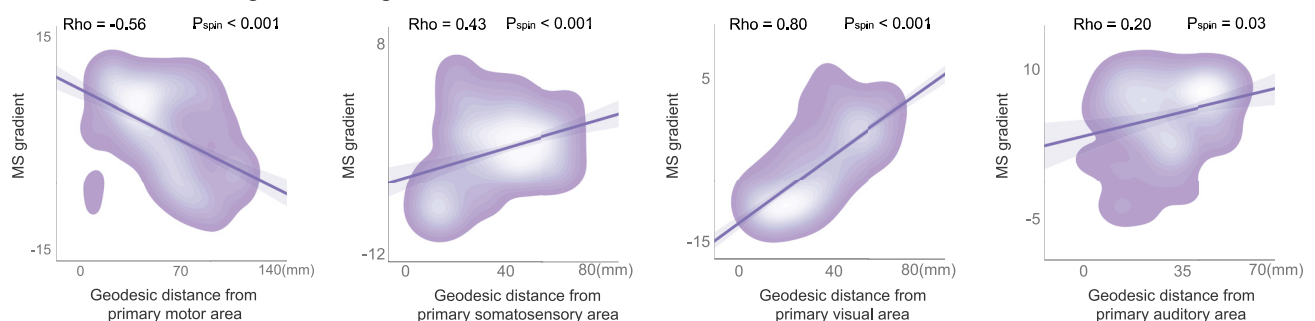 Rho = -0.56 Pspin < 0.001
15
-15
MS gradient
0 70 140(mm)
Geodesic distance from
primary motor area
Rho = 0.43 Pspin < 0.001
8
-12
MS gradient
0 40 80(mm)
Geodesic distance from
primary somatosensory area
Rho = 0.80 Pspin < 0.001
5
-15
MS gradient
0 40 80(mm)
Geodesic distance from
primary visual area
Rho = 0.20 Pspin = 0.03
10
-5
MS gradient
0 35 70(mm)
Geodesic distance from
primary auditory area